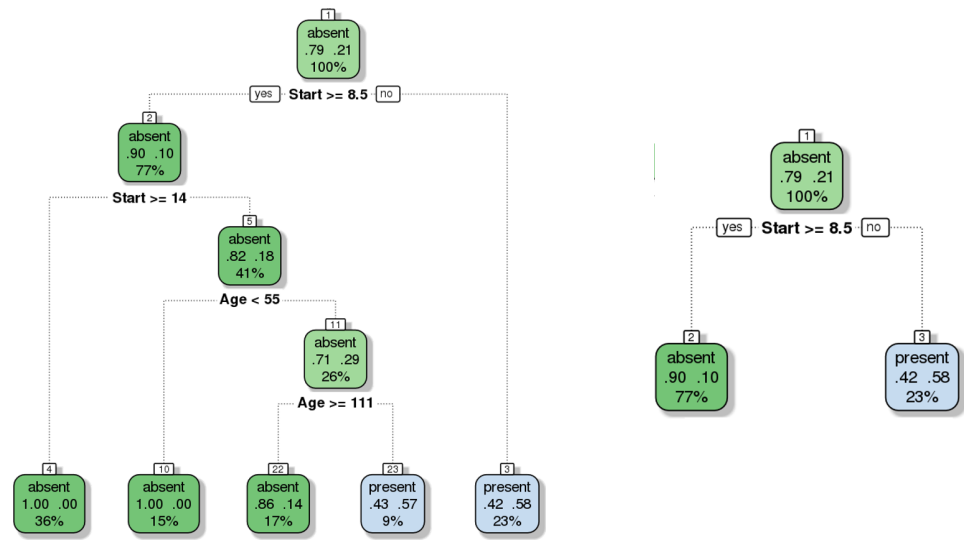 1
absent
.79 .21
100%
yes Start >= 8.5 no
2
absent
.90 .10
77%
Start >= 14
5
absent
.82 .18
41%
Age < 55
11
absent
.71 .29
26%
Age >= 111
4
absent
1.00 .00
36%
10
absent
1.00 .00
15%
22
absent
.86 .14
17%
23
present
.43 .57
9%
3
present
.42 .58
23%
1
absent
.79 .21
100%
yes Start >= 8.5 no
2
absent
.90 .10
77%
3
present
.42 .58
23%